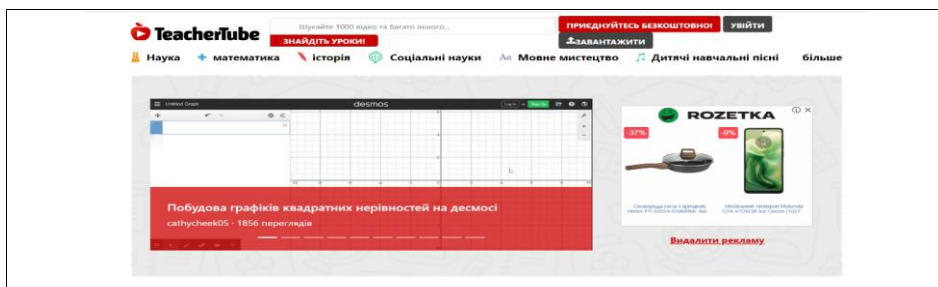 TeacherTube
Шукайте 1000 відео та багато іншого..
ПРИЄДНУЙТЕСЬ БЕЗКОШТОВНО!
УВІЙТИ
ЗНАЙДІТЬ УРОКИ!
ЗАВАНТАЖИТИ
Наука математика історія Соціальні науки Мовне мистецтво Дитячі навчальні пісні більше
Untitled Graph desmos
Побудова графіків квадратних нерівностей на десмосі
cathycheek05 · 1856 переглядів
ROZETKA
-37% -9%
Видалити рекламу